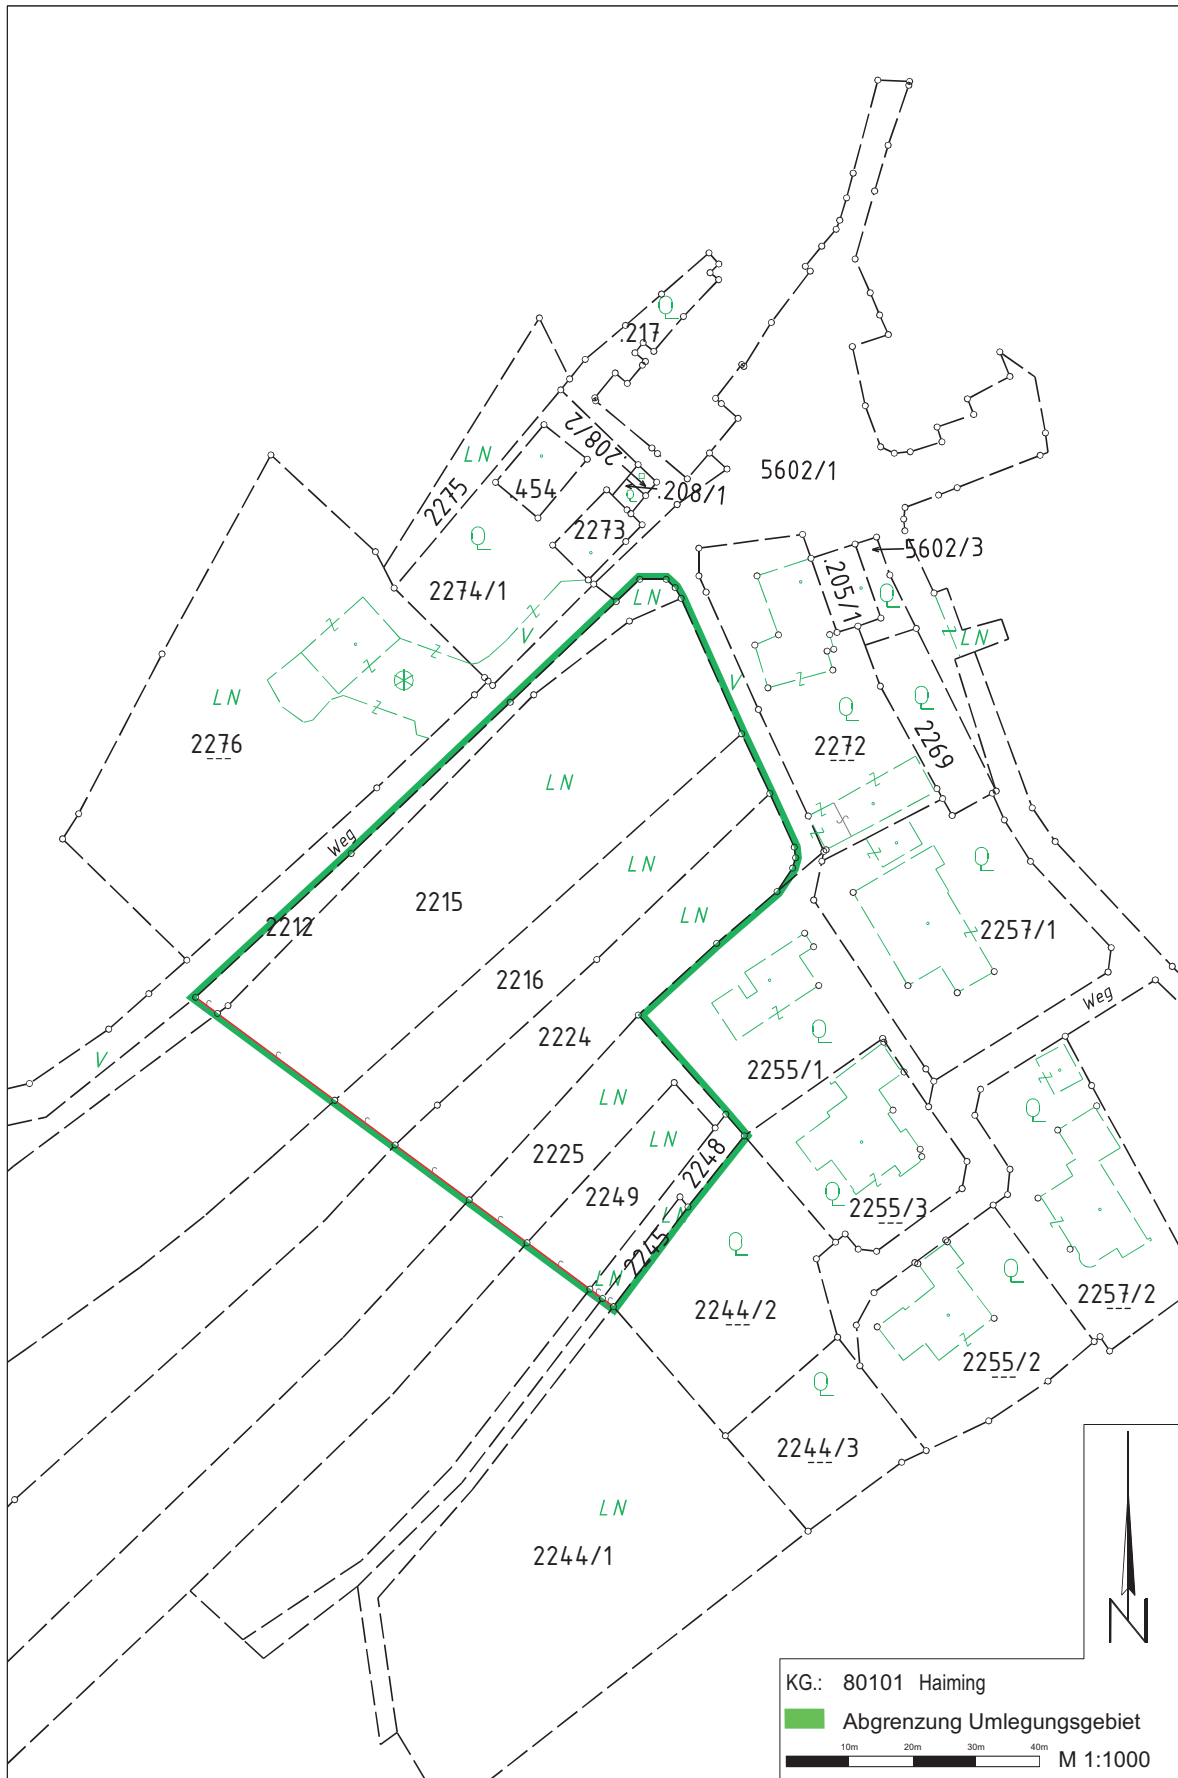 .217
LN
2275
.208/2
.454
5602/1
.208/1
2273
5602/3
2274/1
.205/1
LN
V
LN
LN
V
2276
2272
2269
LN
Weg
LN
2215
LN
2212
2257/1
2216
Weg
2224
V
2255/1
LN
LN
2225
2248
2249
2255/3
LN
2245
LN
2244/2
2257/2
2255/2
2244/3
LN
2244/1
N
KG.: 80101 Haiming
Abgrenzung Umlegungsgebiet
10m 20m 30m 40m
M 1:1000